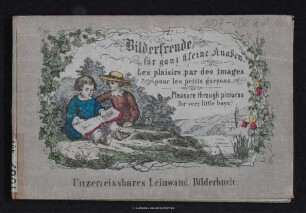 Bilderfreude
für ganz kleine Knaben.
Les plaisirs par des images
pour les petits garçons.
Pleasure through pictures
for very little boys.
Unzerreissbares Leinwand-Bilderbuch